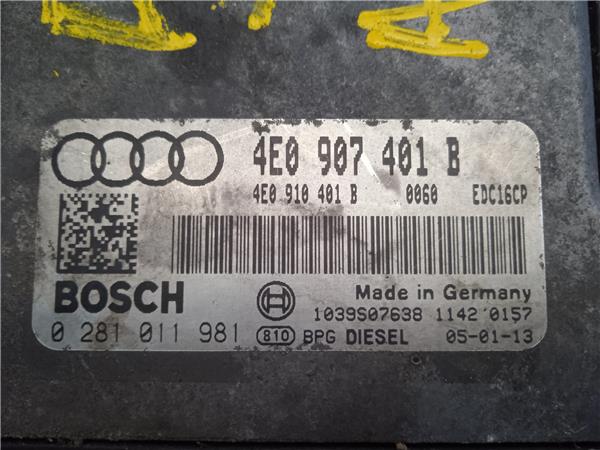 4E0 907 401 B
4E0 910 401 B 0060 EDC16CP
BOSCH
Made in Germany
1039S07638 1142 0157
0 281 011 981 810 BPG DIESEL 05-01-13